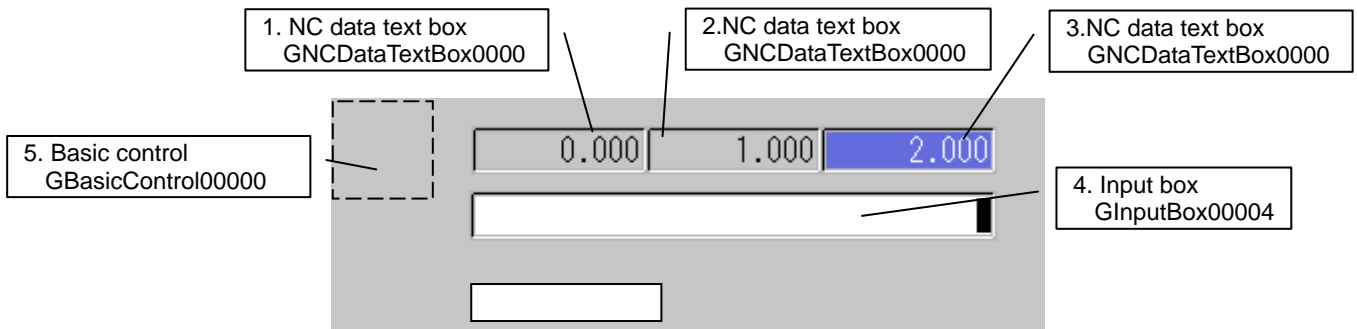 1. NC data text box
GNCDataTextBox0000
2.NC data text box
GNCDataTextBox0000
3.NC data text box
GNCDataTextBox0000
5. Basic control
GBasicControl00000
0.000 1.000 2.000
4. Input box
GInputBox00004